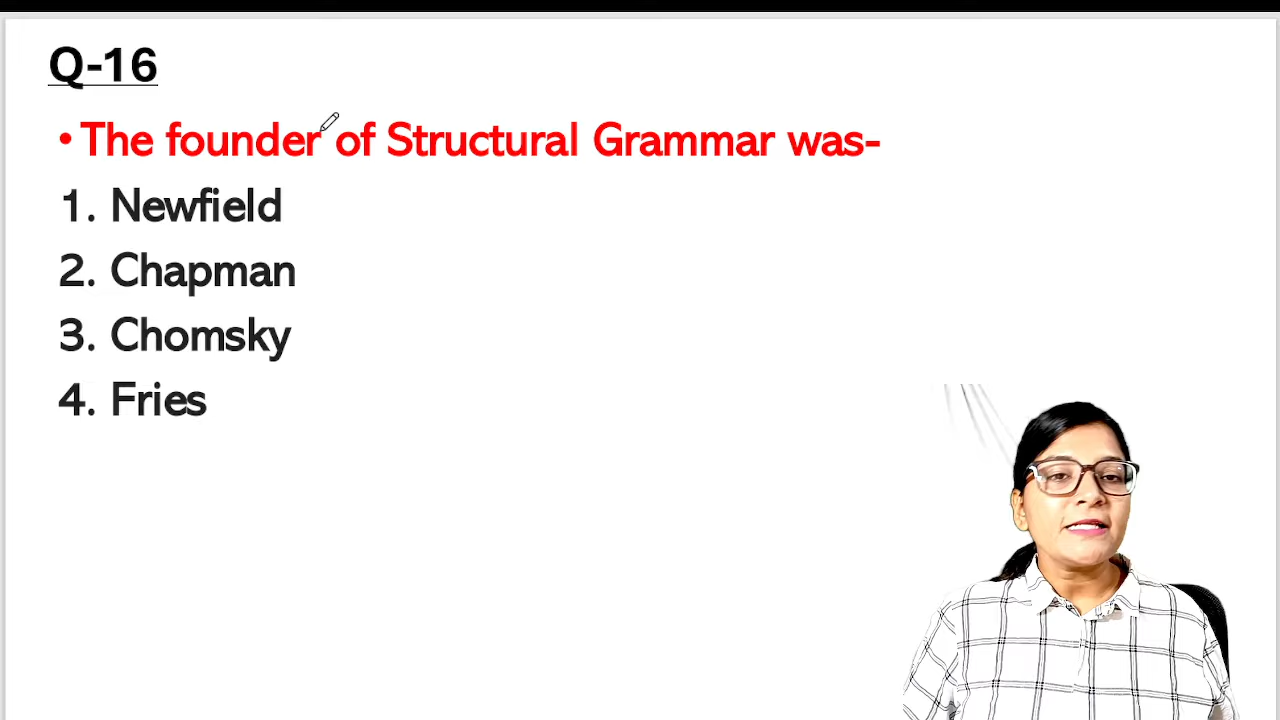 Q-16
• The founder of Structural Grammar was-
1. Newfield
2. Chapman
3. Chomsky
4. Fries